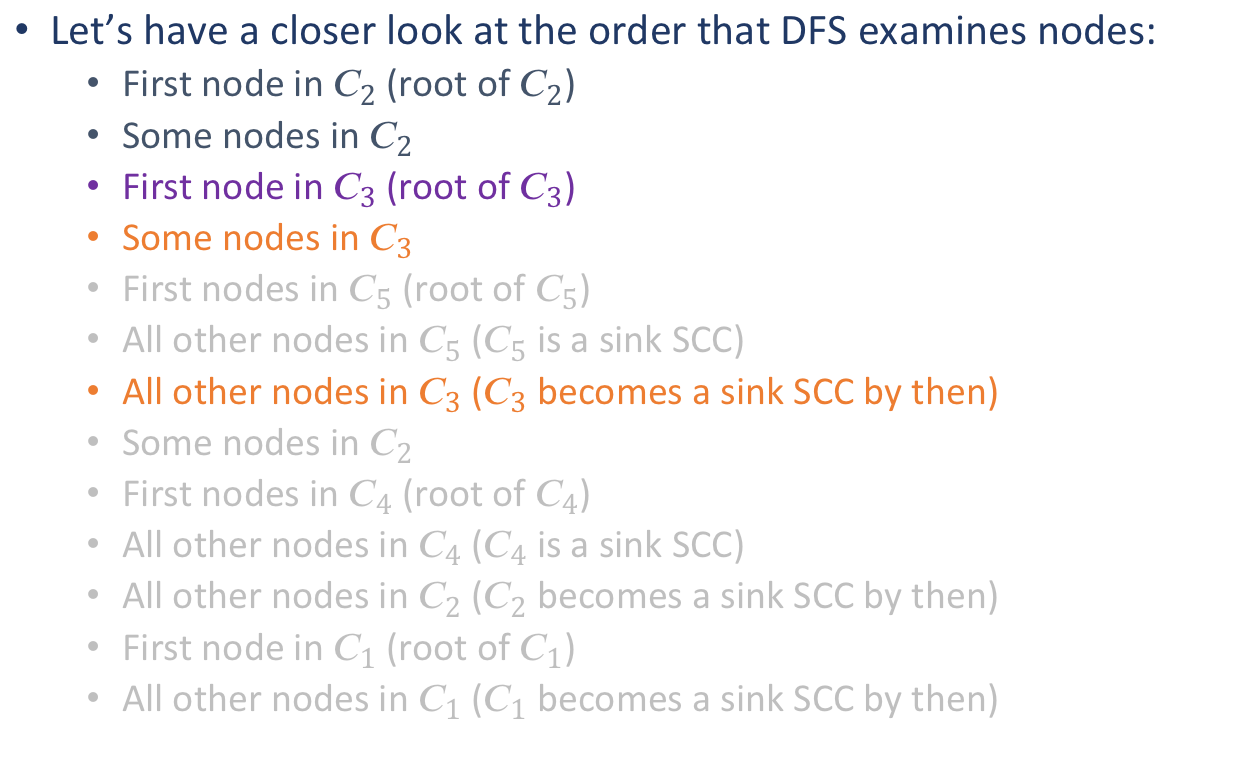 • Let’s have a closer look at the order that DFS examines nodes:
• First node in C₂ (root of C₂)
• Some nodes in C₂
• First node in C₃ (root of C₃)
• Some nodes in C₃
• First nodes in C₅ (root of C₅)
• All other nodes in C₅ (C₅ is a sink SCC)
• All other nodes in C₃ (C₃ becomes a sink SCC by then)
• Some nodes in C₂
• First nodes in C₄ (root of C₄)
• All other nodes in C₄ (C₄ is a sink SCC)
• All other nodes in C₂ (C₂ becomes a sink SCC by then)
• First node in C₁ (root of C₁)
• All other nodes in C₁ (C₁ becomes a sink SCC by then)